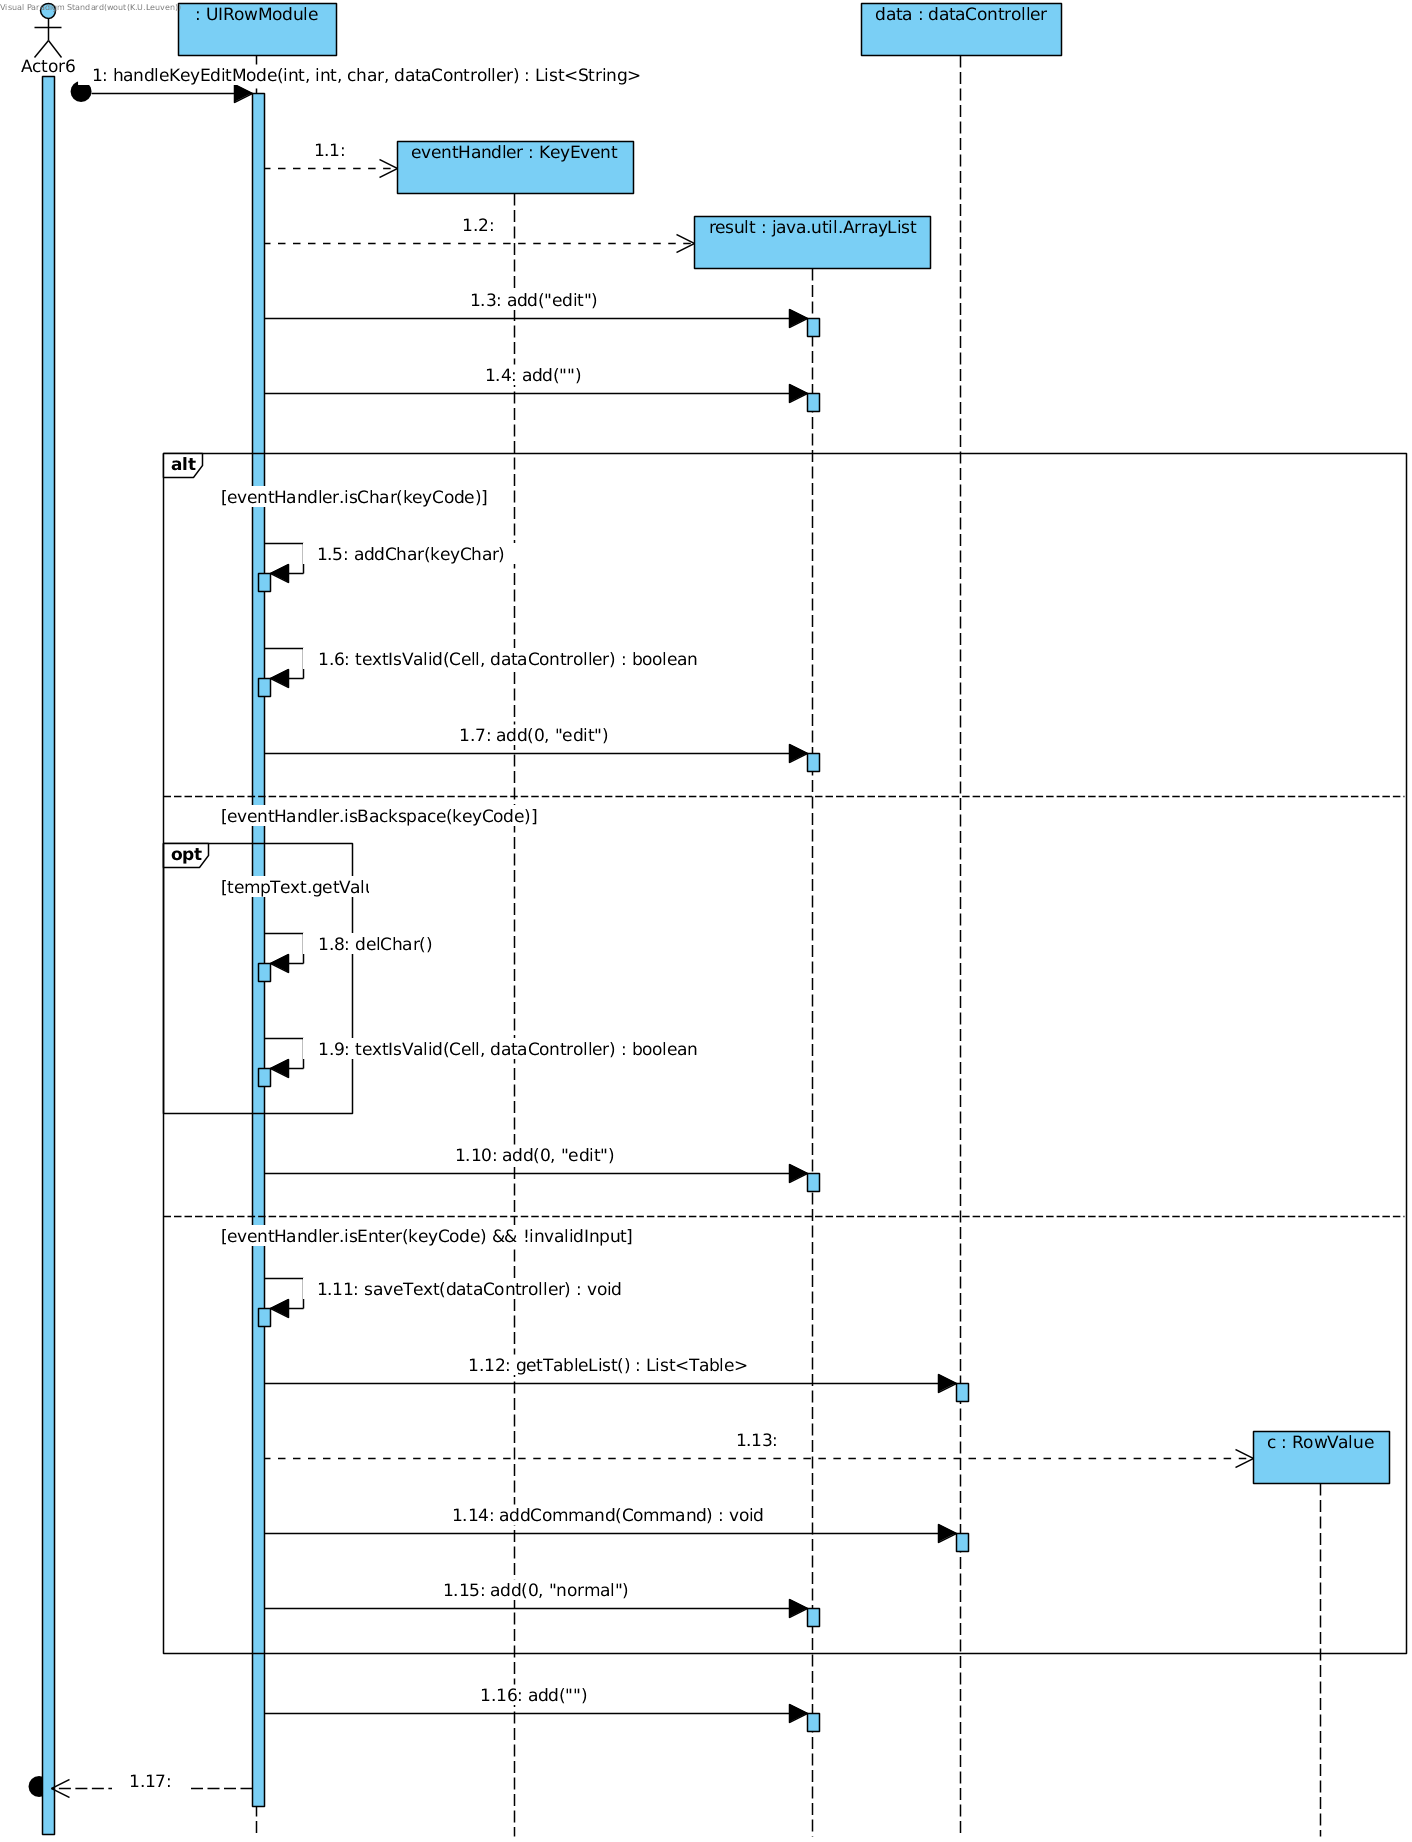 Visual Paradigm Standard(wout(K.U.Leuven))
: UIRowModule
data : dataController
Actor6
1: handleKeyEditMode(int, int, char, dataController) : List<String>
1.1:
eventHandler : KeyEvent
1.2:
result : java.util.ArrayList
1.3: add("edit")
1.4: add("")
alt
[eventHandler.isChar(keyCode)]
1.5: addChar(keyChar)
1.6: textIsValid(Cell, dataController) : boolean
1.7: add(0, "edit")
[eventHandler.isBackspace(keyCode)]
opt
[tempText.getValu
1.8: delChar()
1.9: textIsValid(Cell, dataController) : boolean
1.10: add(0, "edit")
[eventHandler.isEnter(keyCode) && !invalidInput]
1.11: saveText(dataController) : void
1.12: getTableList() : List<Table>
1.13:
c : RowValue
1.14: addCommand(Command) : void
1.15: add(0, "normal")
1.16: add("")
1.17: